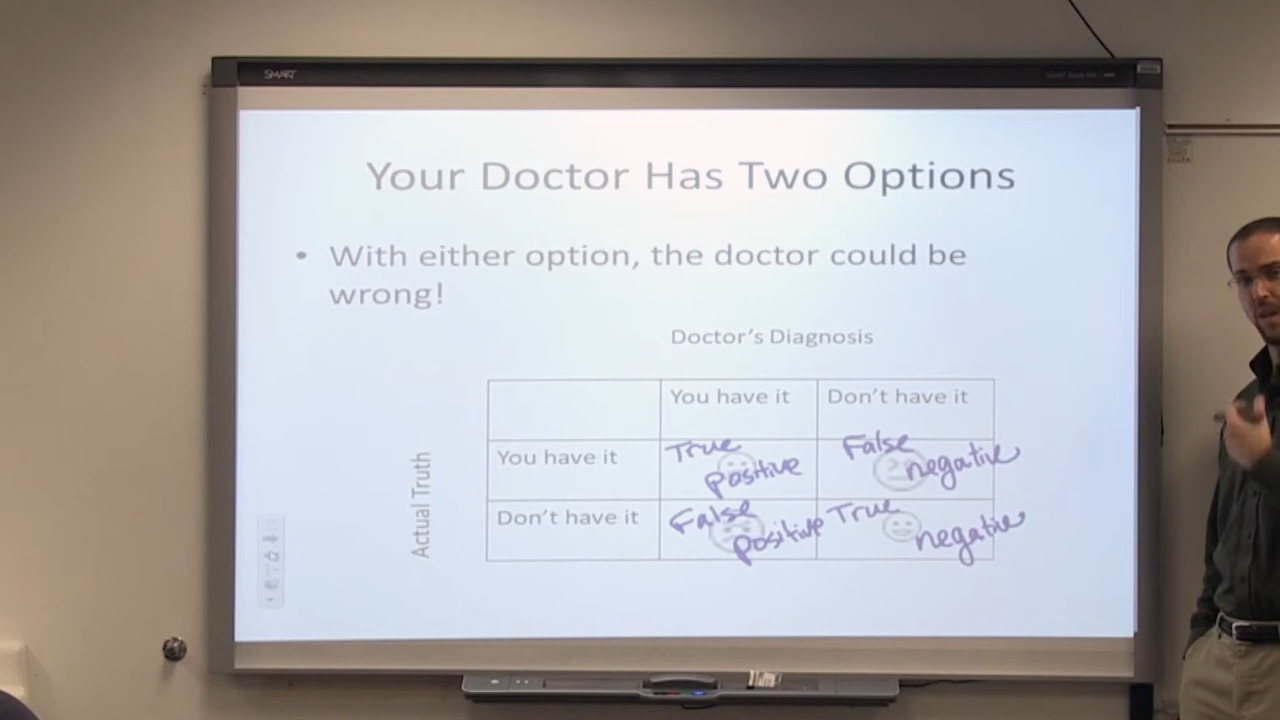 SMART
Your Doctor Has Two Options
• With either option, the doctor could be
wrong!
Doctor's Diagnosis
You have it
Don't have it
Actual Truth
You have it
True
positive
False
negative
Don't have it
False
positive
True
negative